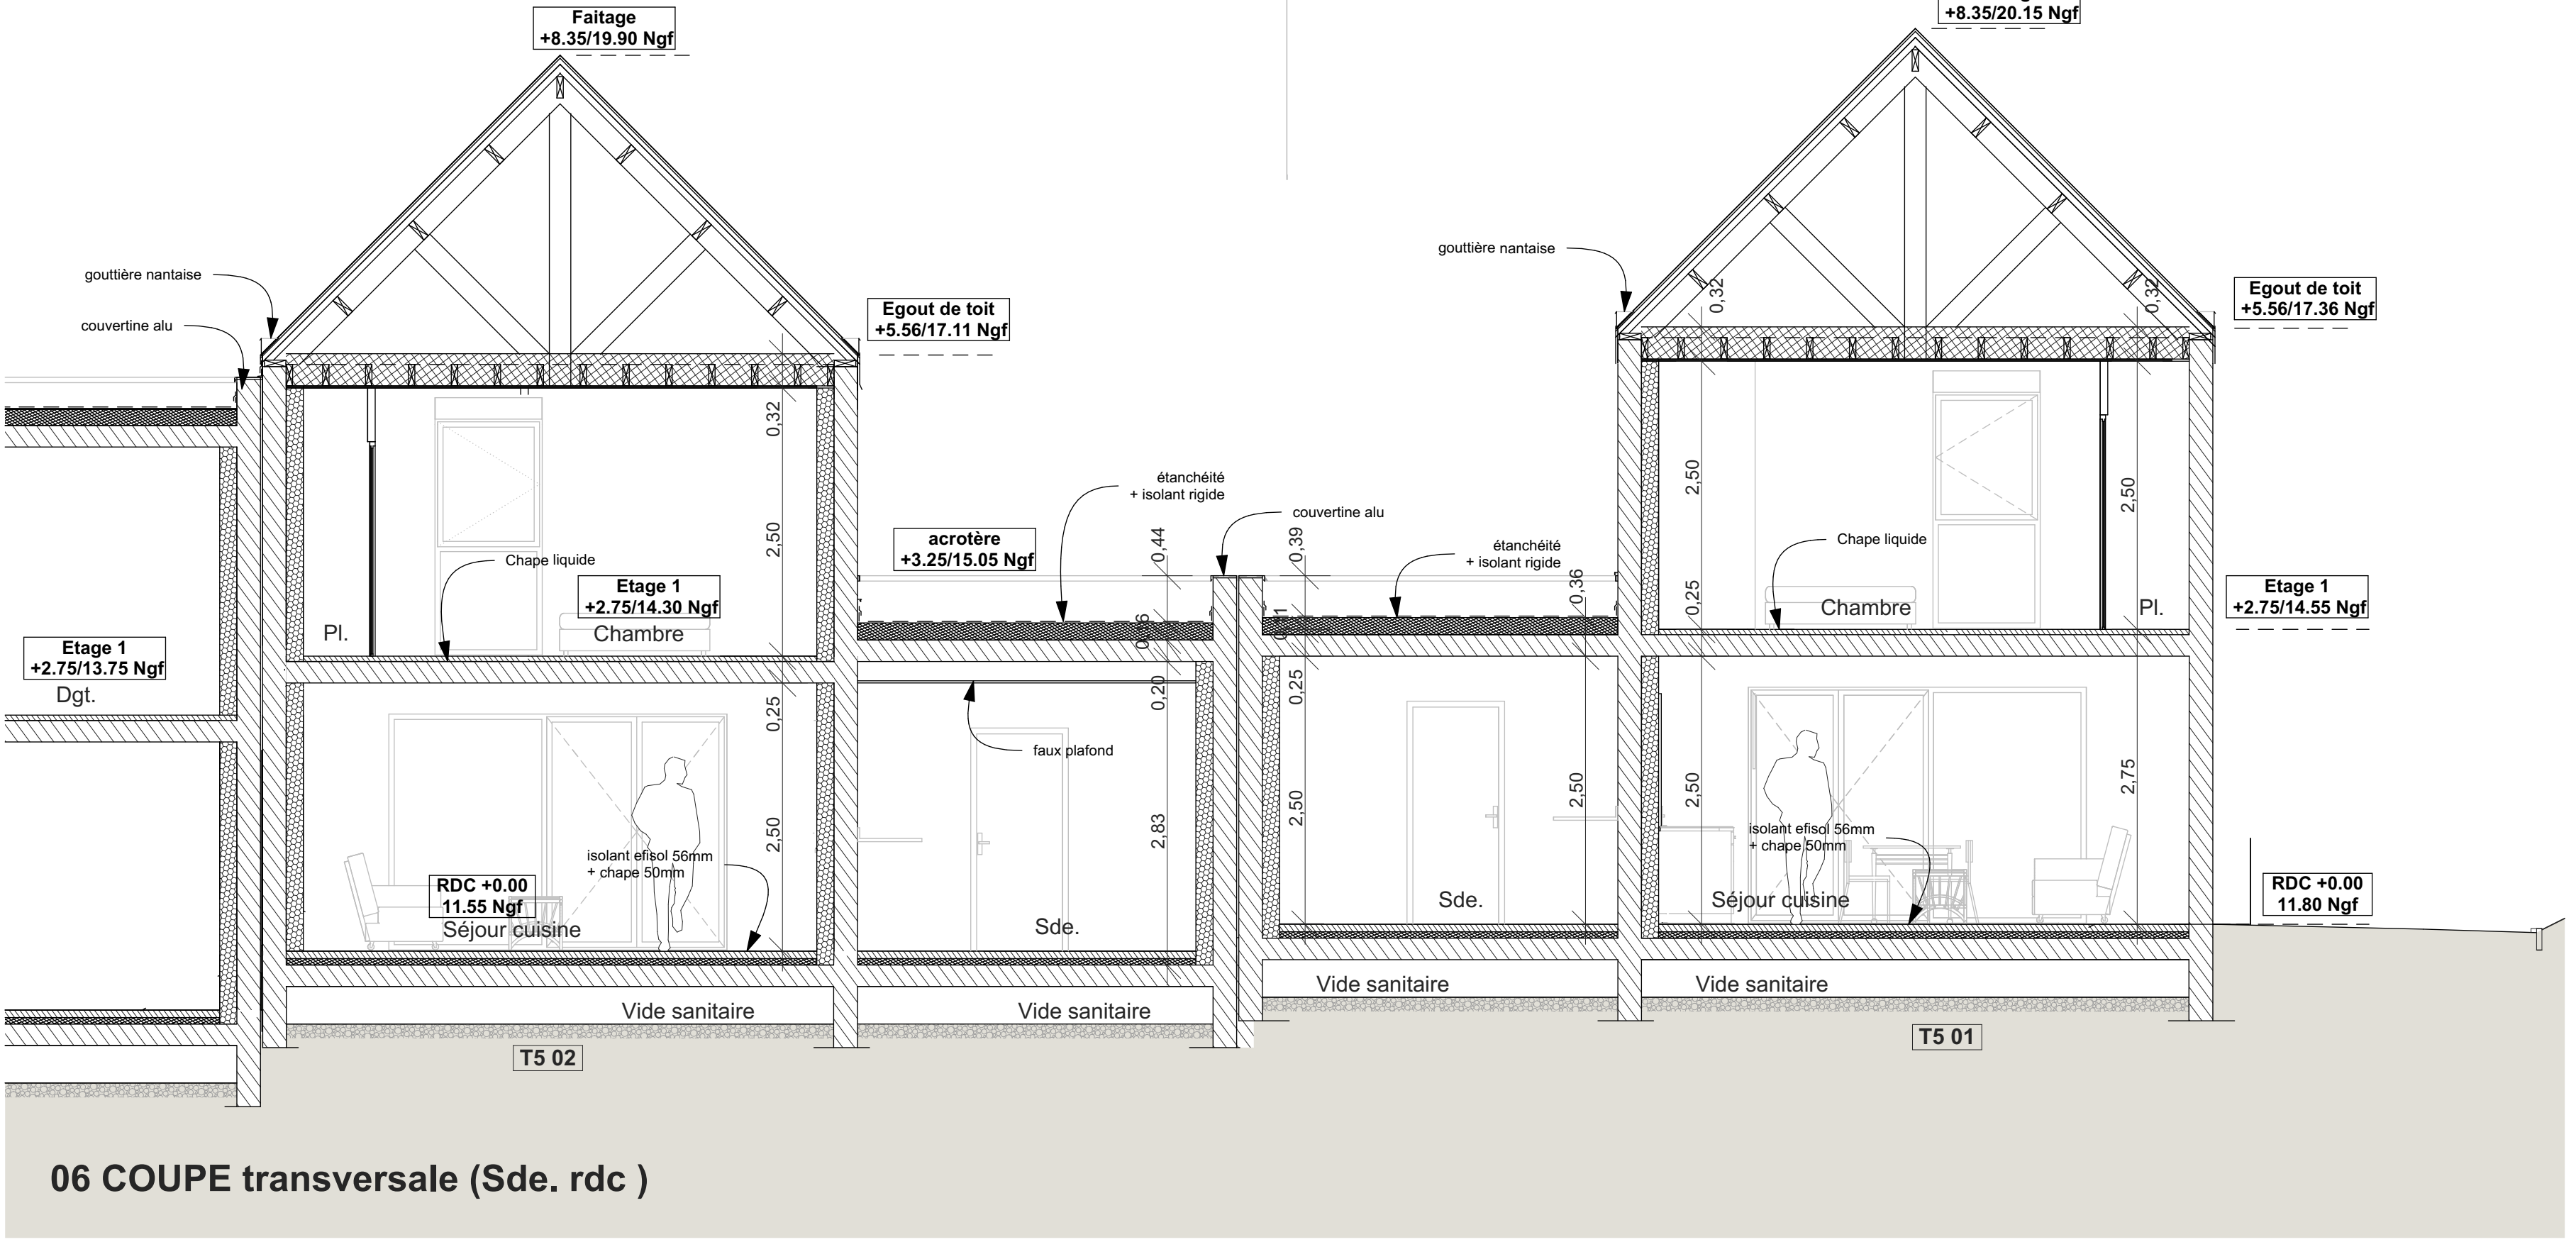 Faitage
+8.35/19.90 Ngf
+8.35/20.15 Ngf
gouttière nantaise
couvertine alu
Egout de toit
+5.56/17.11 Ngf
gouttière nantaise
0,32
0,32
Egout de toit
+5.56/17.36 Ngf
0,32
2,50
Chape liquide
Etage 1
+2.75/14.30 Ngf
Pl.
Chambre
étanchéité
+ isolant rigide
acrotère
+3.25/15.05 Ngf
0,44
couvertine alu
0,39
étanchéité
+ isolant rigide
0,36
2,50
0,25
Chape liquide
Chambre
2,50
Pl.
Etage 1
+2.75/14.55 Ngf
Etage 1
+2.75/13.75 Ngf
Dgt.
0,25
2,50
isolant efisol 56mm
+ chape 50mm
RDC +0.00
11.55 Ngf
Séjour cuisine
0,20
faux plafond
2,83
Sde.
0,25
2,50
2,50
Sde.
2,50
isolant efisol 56mm
+ chape 50mm
Séjour cuisine
2,75
RDC +0.00
11.80 Ngf
Vide sanitaire
Vide sanitaire
Vide sanitaire
Vide sanitaire
T5 02
T5 01
06 COUPE transversale (Sde. rdc )